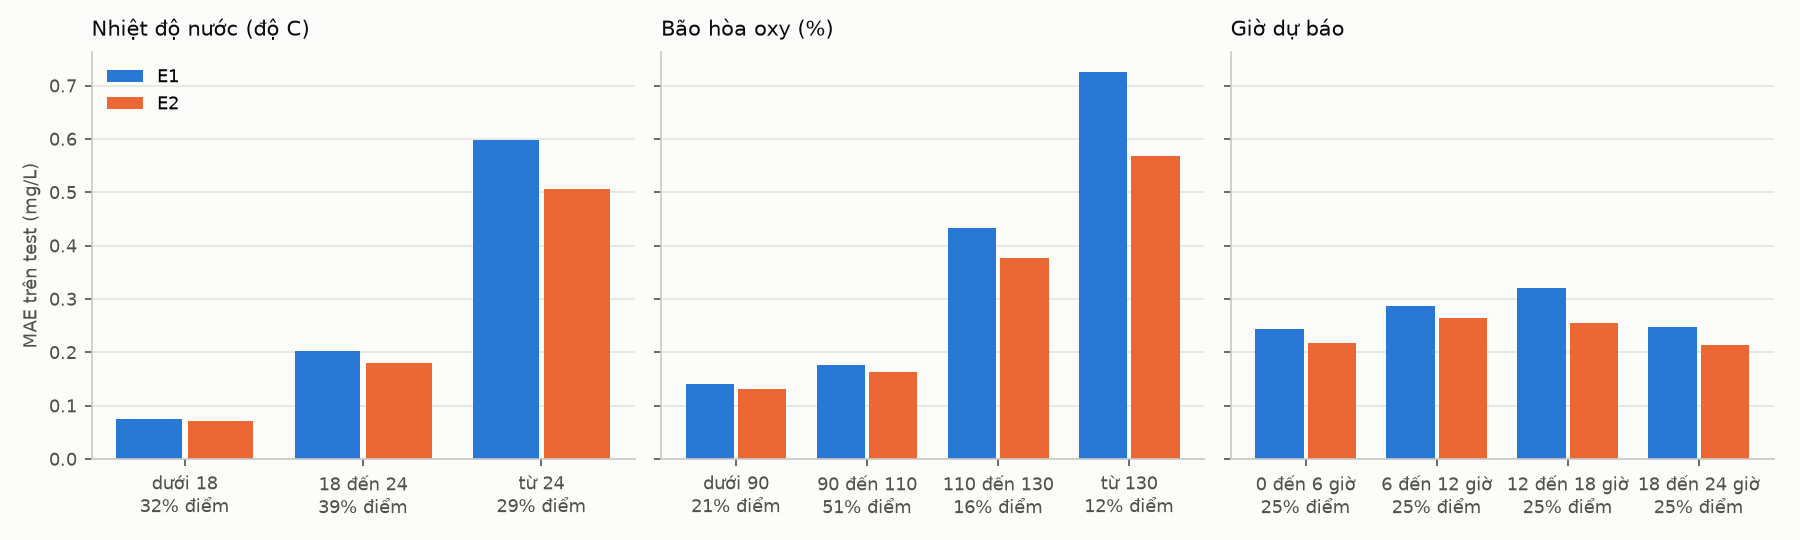 Nhiệt độ nước (độ C)
Bão hòa oxy (%)
Giờ dự báo
E1
E2
MAE trên test (mg/L)
0.7
0.6
0.5
0.4
0.3
0.2
0.1
0.0
dưới 18
32% điểm
18 đến 24
39% điểm
từ 24
29% điểm
dưới 90
21% điểm
90 đến 110
51% điểm
110 đến 130
16% điểm
từ 130
12% điểm
0 đến 6 giờ
25% điểm
6 đến 12 giờ
25% điểm
12 đến 18 giờ
25% điểm
18 đến 24 giờ
25% điểm